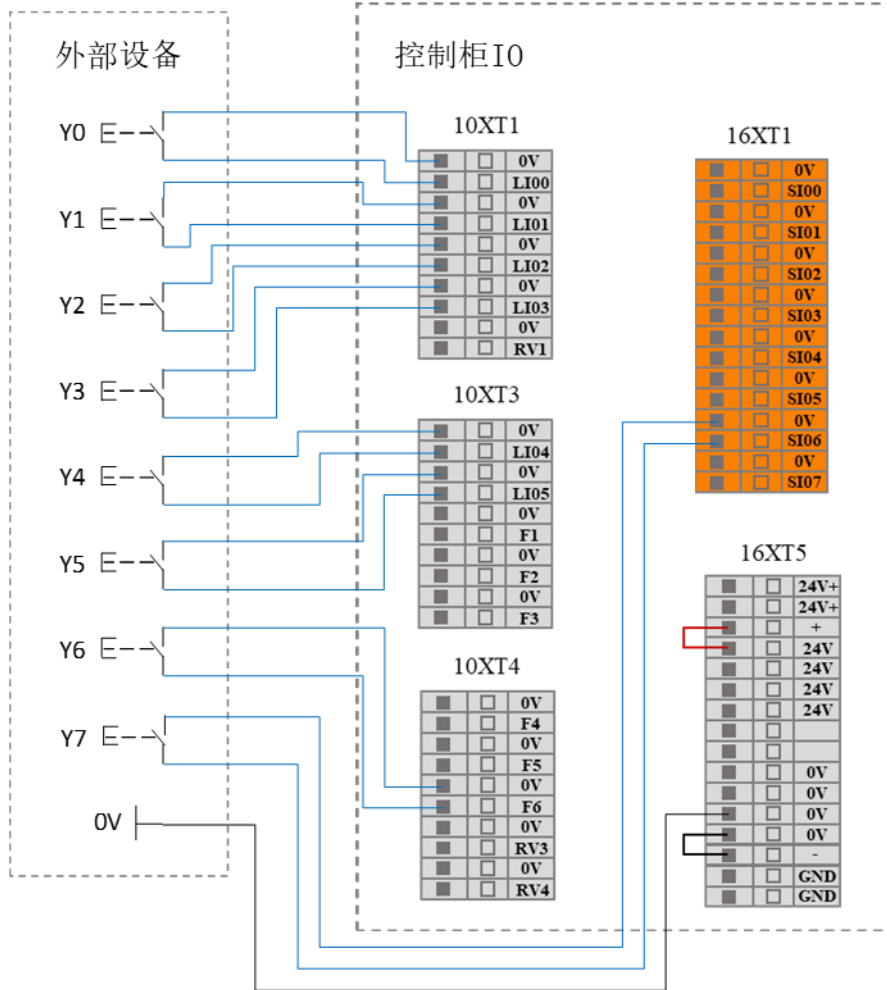 外部设备
Y0
Y1
Y2
Y3
Y4
Y5
Y6
Y7
0V
控制柜IO
10XT1
0V
LI00
0V
LI01
0V
LI02
0V
LI03
0V
RV1
10XT3
0V
LI04
0V
LI05
0V
F1
0V
F2
0V
F3
10XT4
0V
F4
0V
F5
0V
F6
0V
RV3
0V
RV4
16XT1
0V
SI00
0V
SI01
0V
SI02
0V
SI03
0V
SI04
0V
SI05
0V
SI06
0V
SI07
16XT5
24V+
24V+
+
24V
24V
24V
24V
0V
0V
0V
0V
-
GND
GND